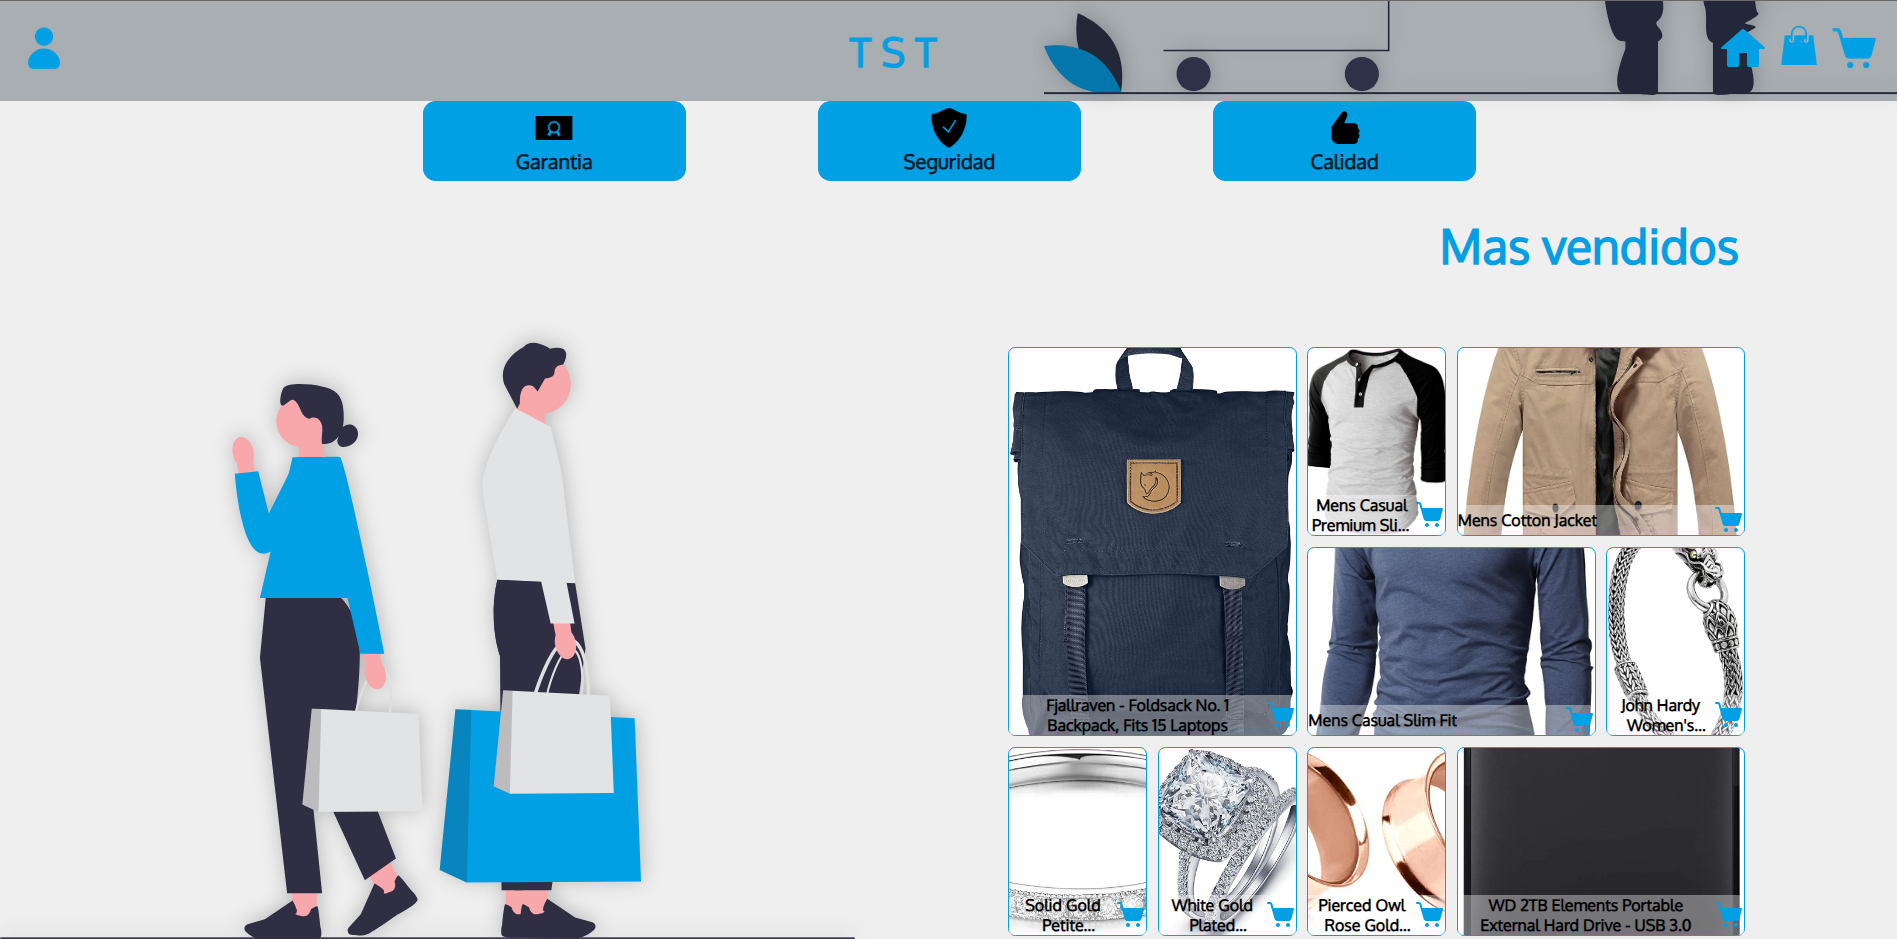 TST
Garantia
Seguridad
Calidad
Mas vendidos
Fjallraven - Foldsack No. 1
Backpack, Fits 15 Laptops
Mens Casual
Premium Sli...
Mens Cotton Jacket
Mens Casual Slim Fit
John Hardy
Women's...
Solid Gold
Petite...
White Gold
Plated...
Pierced Owl
Rose Gold...
WD 2TB Elements Portable
External Hard Drive - USB 3.0